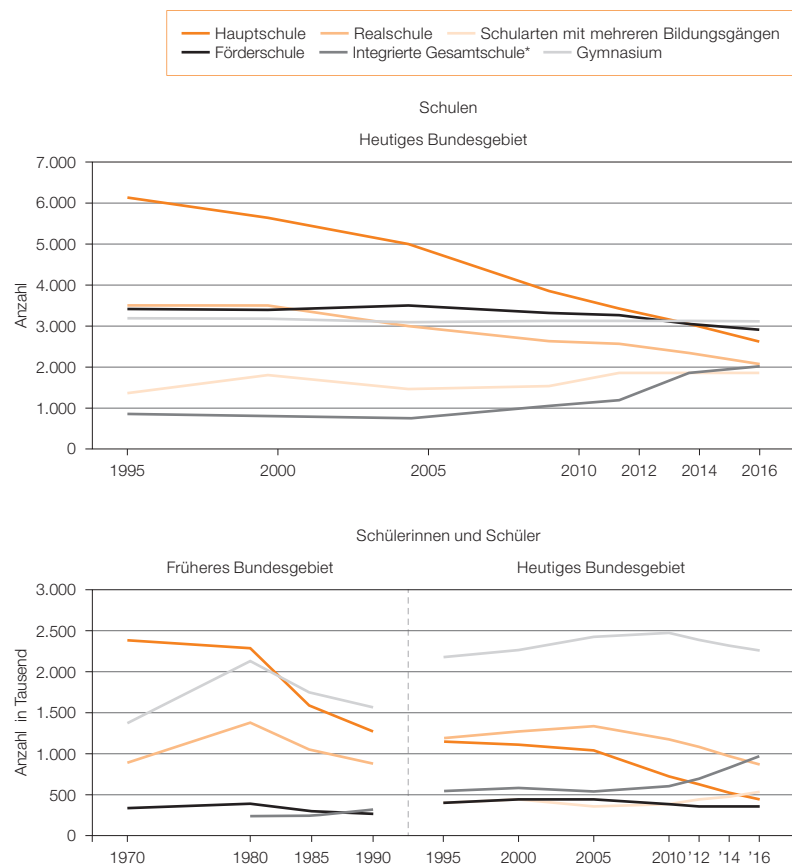 Hauptschule Realschule Schularten mit mehreren Bildungsgängen
Förderschule Integrierte Gesamtschule* Gymnasium
Schulen
Heutiges Bundesgebiet
Anzahl
7.000
6.000
5.000
4.000
3.000
2.000
1.000
0
1995 2000 2005 2010 2012 2014 2016
Schülerinnen und Schüler
Früheres Bundesgebiet Heutiges Bundesgebiet
Anzahl in Tausend
3.000
2.500
2.000
1.500
1.000
500
0
1970 1980 1985 1990 1995 2000 2005 2010 '12 '14 '16